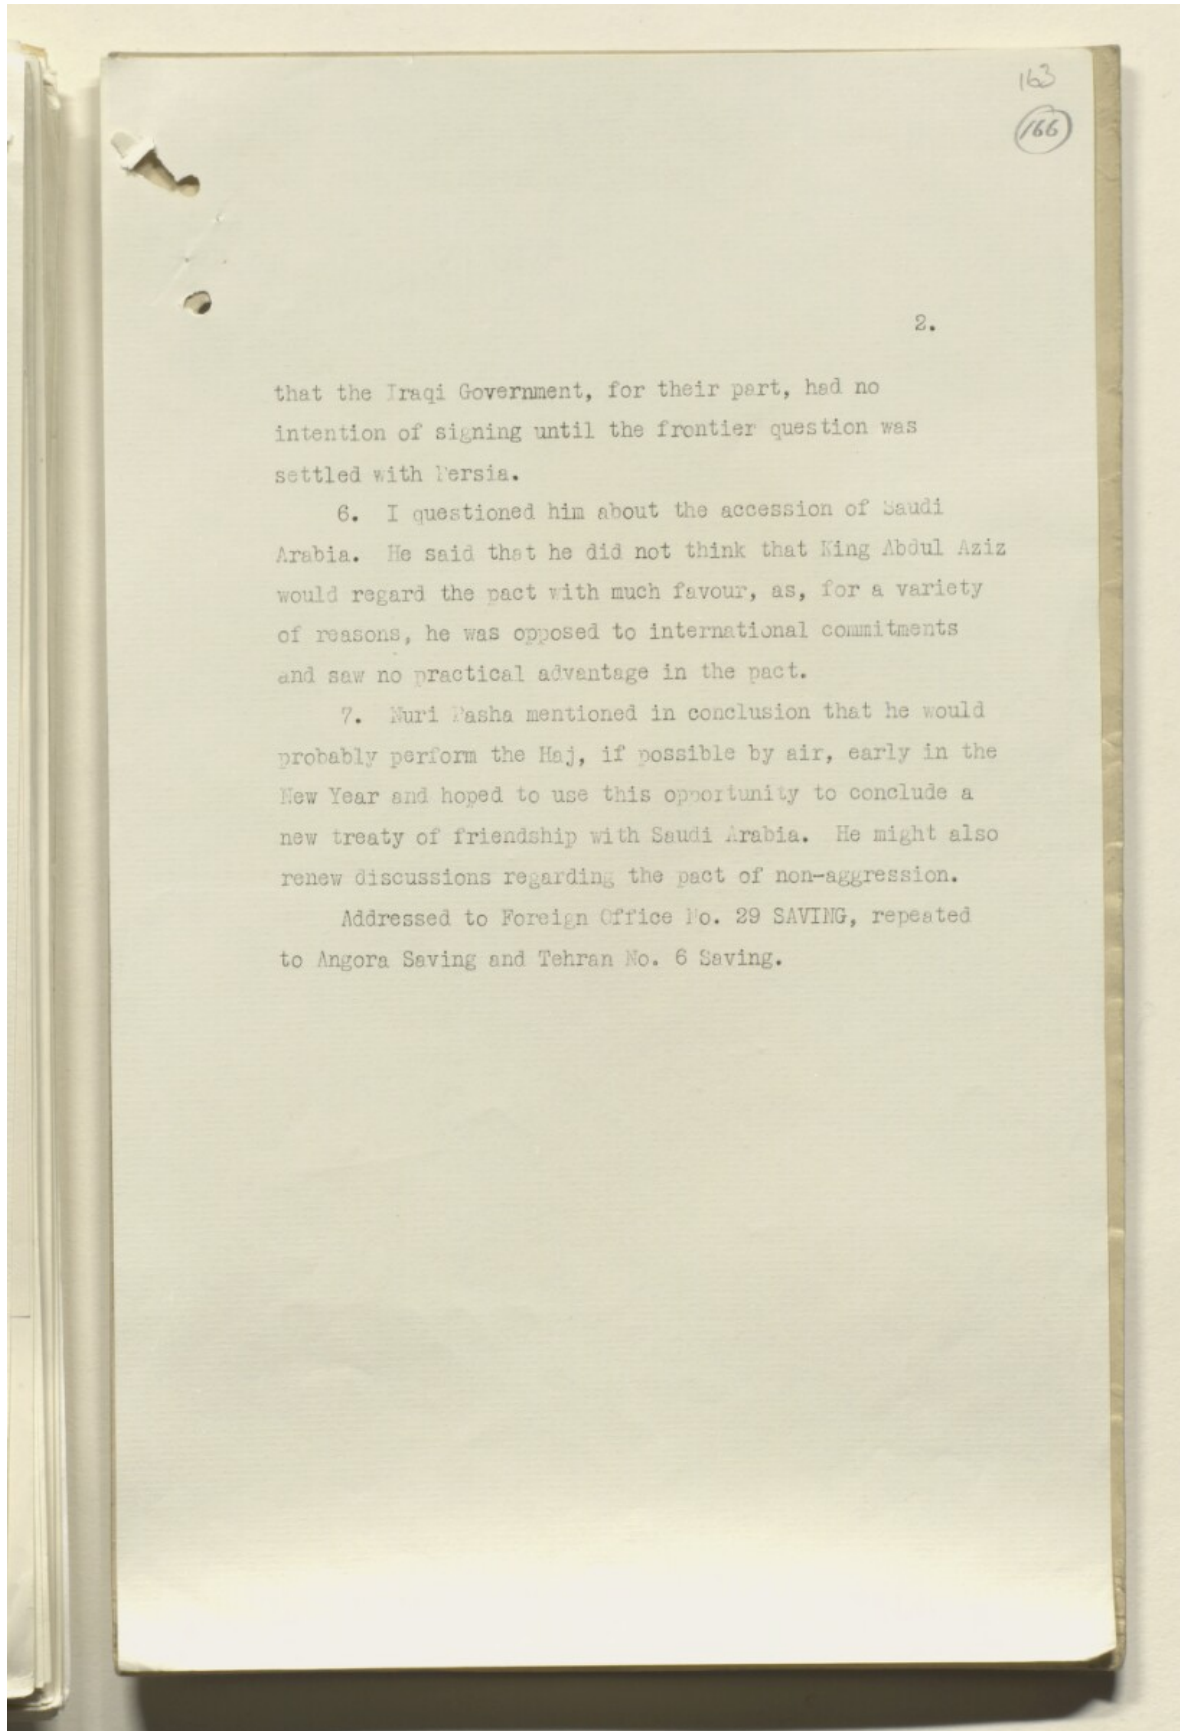 163
166
2.
that the Iraqi Government, for their part, had no
intention of signing until the frontier question was
settled with Persia.
6. I questioned him about the accession of Saudi
Arabia. He said that he did not think that King Abdul Aziz
would regard the pact with much favour, as, for a variety
of reasons, he was opposed to international commitments
and saw no practical advantage in the pact.
7. Nuri Pasha mentioned in conclusion that he would
probably perform the Haj, if possible by air, early in the
New Year and hoped to use this opportunity to conclude a
new treaty of friendship with Saudi Arabia. He might also
renew discussions regarding the pact of non-aggression.
Addressed to Foreign Office No. 29 SAVING, repeated
to Angora Saving and Tehran No. 6 Saving.